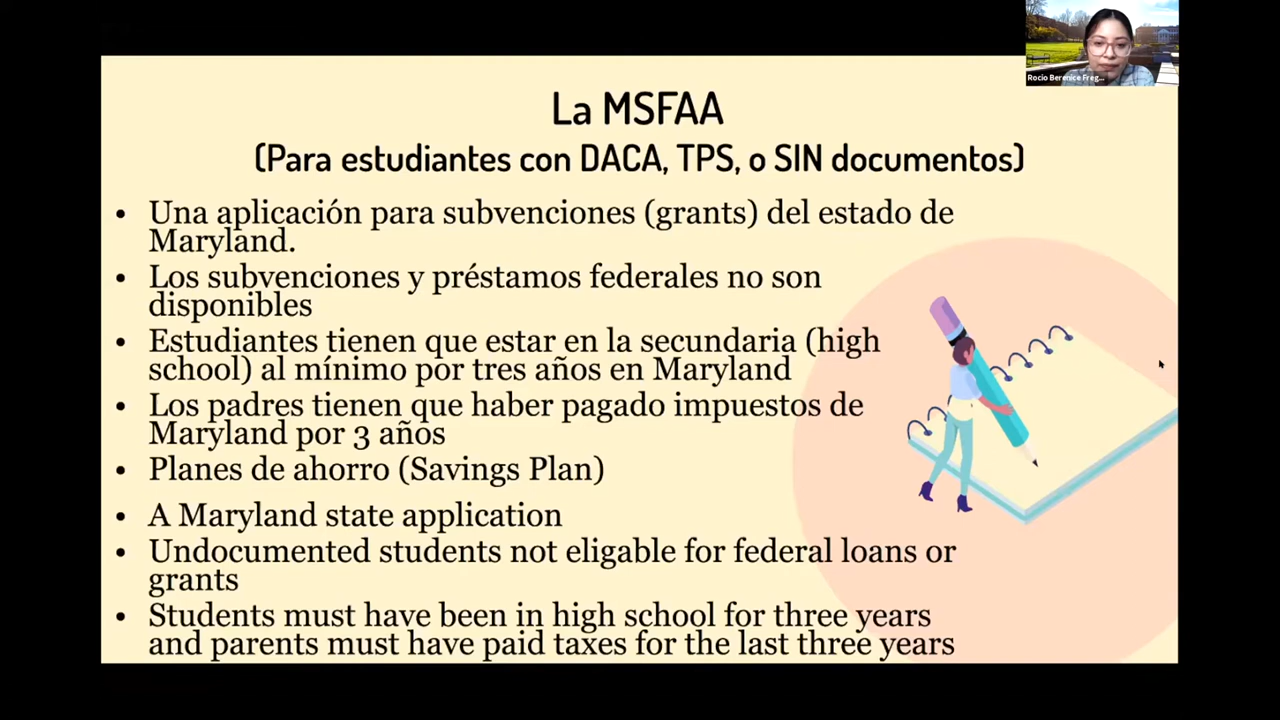 Rocio Berenice Freg...
La MSFAA
(Para estudiantes con DACA, TPS, o SIN documentos)
• Una aplicación para subvenciones (grants) del estado de
Maryland.
• Los subvenciones y préstamos federales no son
disponibles
• Estudiantes tienen que estar en la secundaria (high
school) al mínimo por tres años en Maryland
• Los padres tienen que haber pagado impuestos de
Maryland por 3 años
• Planes de ahorro (Savings Plan)
• A Maryland state application
• Undocumented students not eligable for federal loans or
grants
• Students must have been in high school for three years
and parents must have paid taxes for the last three years